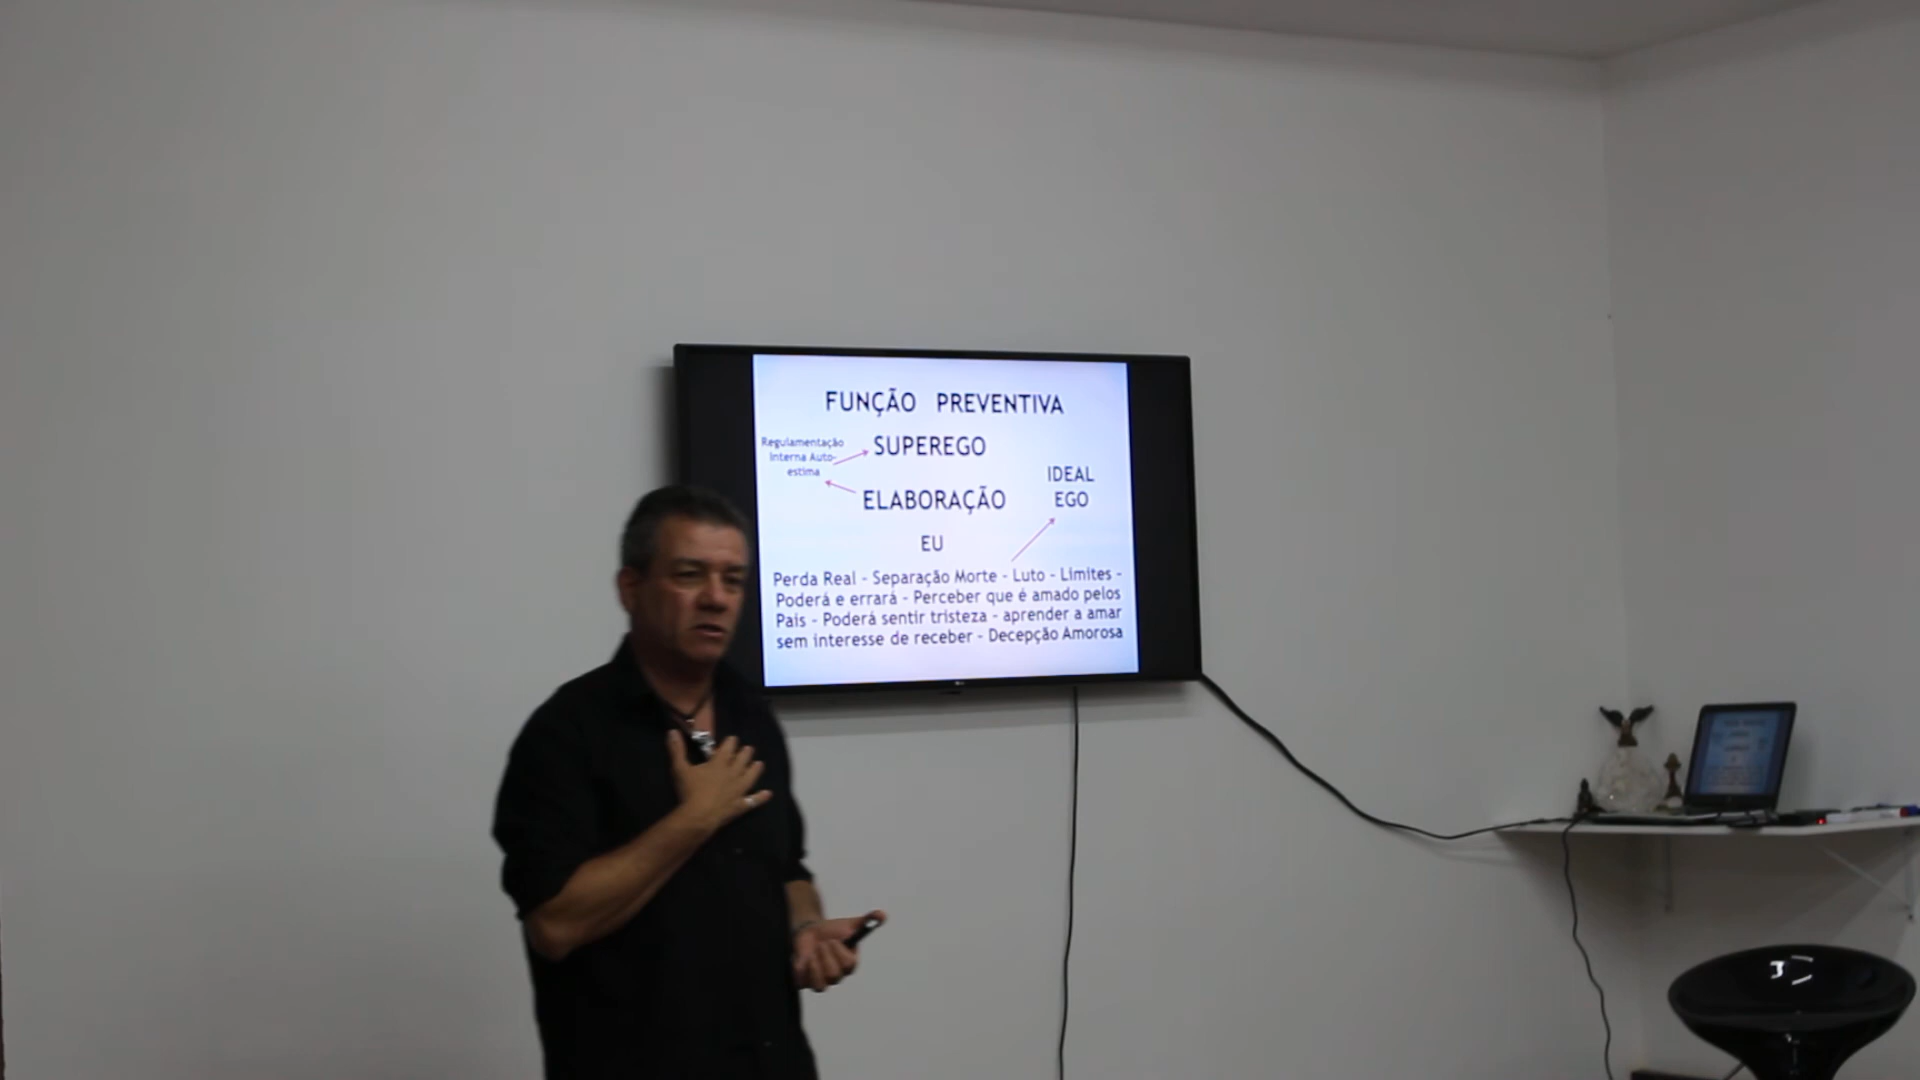 FUNÇÃO PREVENTIVA
SUPEREGO
Regulamentação
Interna Auto-
estima
IDEAL
EGO
ELABORAÇÃO
EU
Perda Real - Separação Morte - Luto - Limites -
Poderá e errará - Perceber que é amado pelos
Pais - Poderá sentir tristeza - aprender a amar
sem interesse de receber - Decepção Amorosa